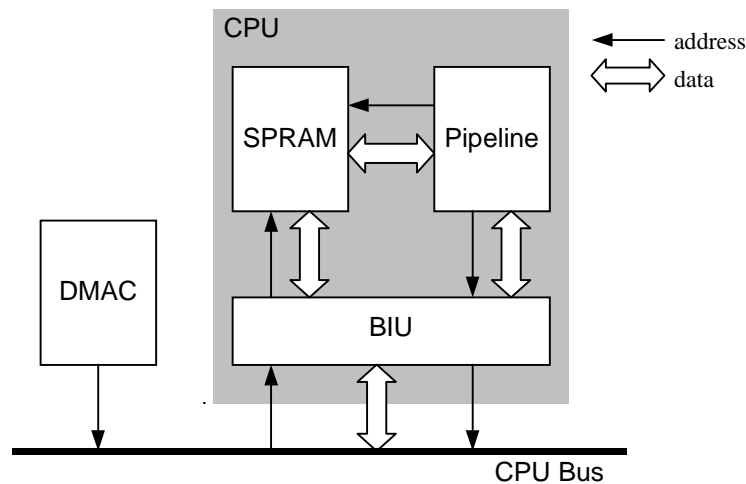 CPU
address
data
SPRAM
Pipeline
DMAC
BIU
CPU Bus